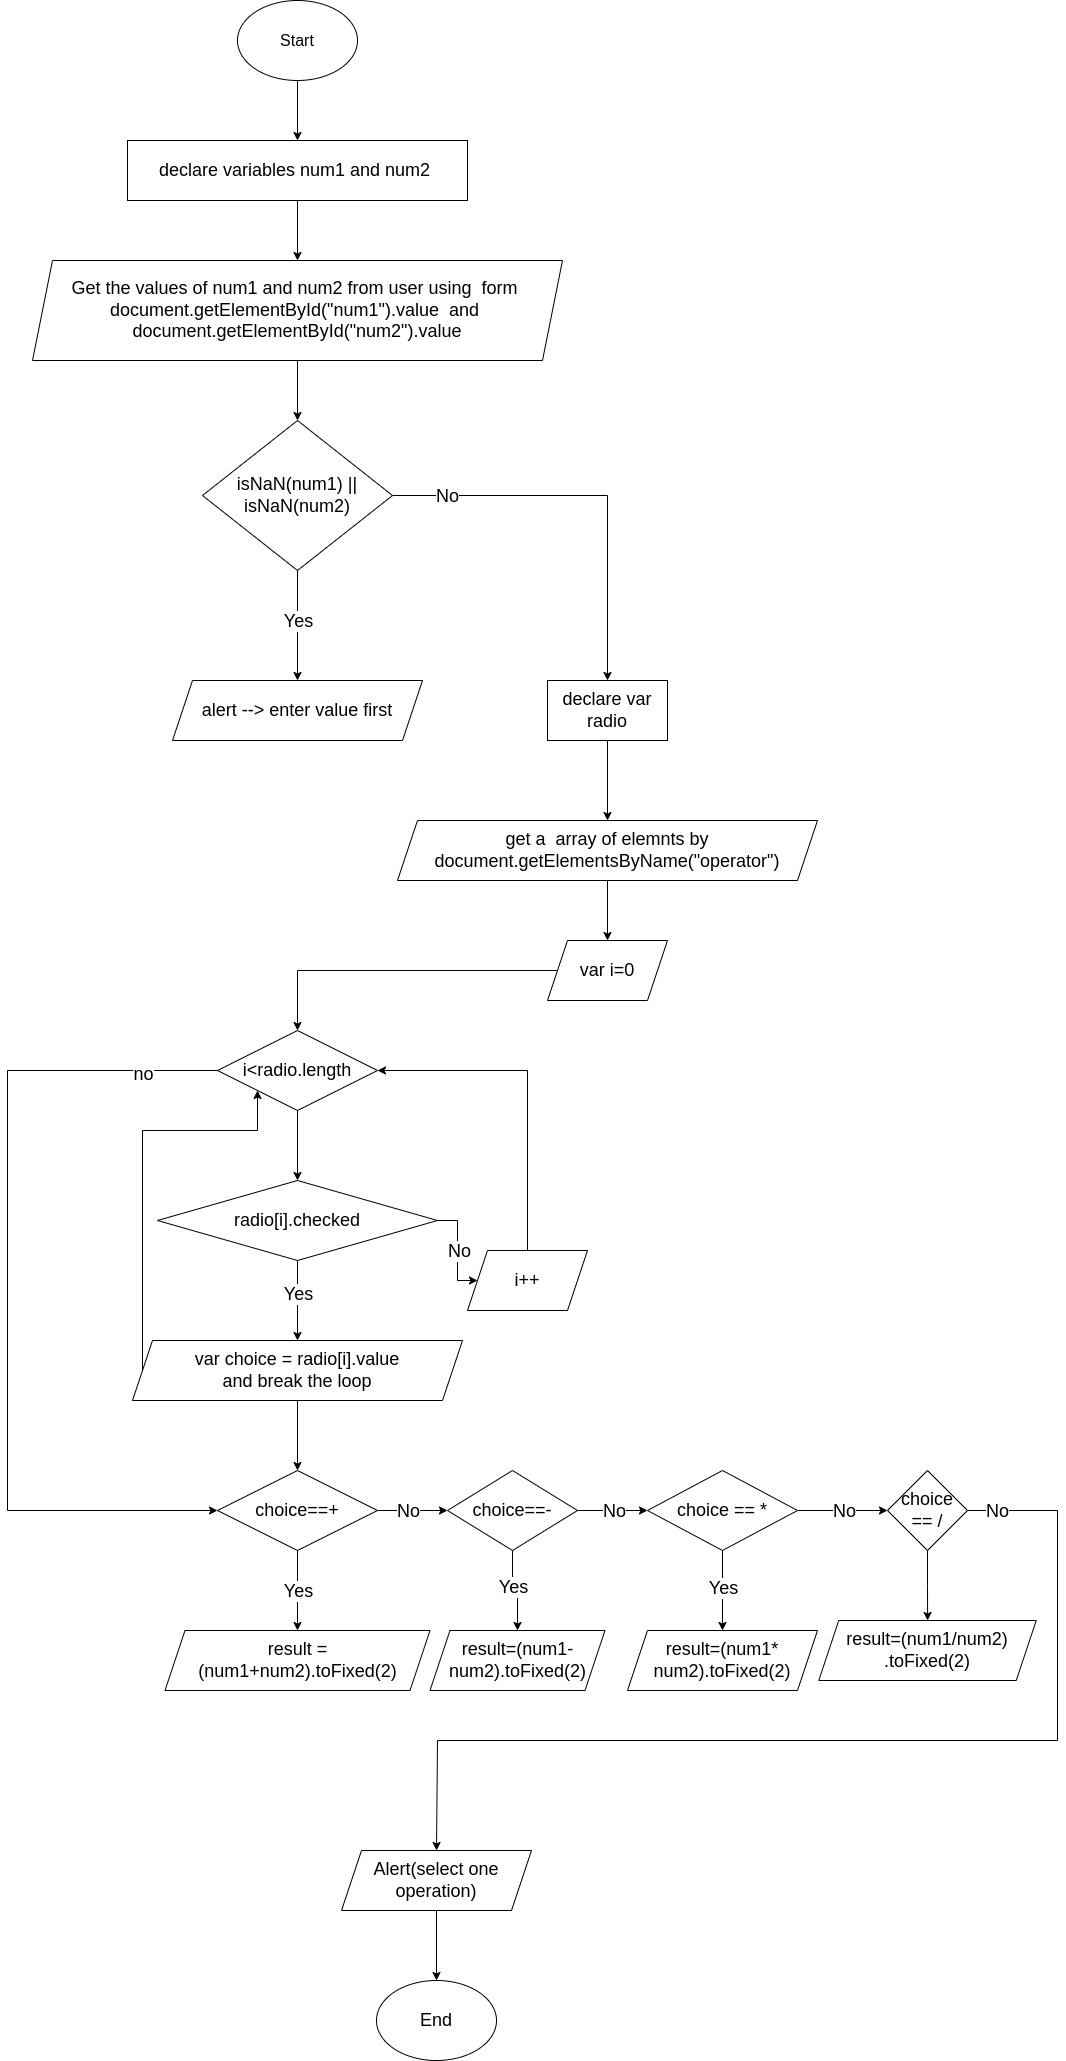 Start
declare variables num1 and num2
Get the values of num1 and num2 from user using  form
document.getElementById("num1").value  and
document.getElementById("num2").value
isNaN(num1) ||
isNaN(num2)
No
Yes
alert --> enter value first
declare var
radio
get a  array of elemnts by
document.getElementsByName("operator")
var i=0
i<radio.length
no
radio[i].checked
No
i++
Yes
var choice = radio[i].value
and break the loop
choice==+
No
choice==-
No
choice == *
No
choice
== /
No
Yes
Yes
Yes
result =
(num1+num2).toFixed(2)
result=(num1-
num2).toFixed(2)
result=(num1*
num2).toFixed(2)
result=(num1/num2)
.toFixed(2)
Alert(select one
operation)
End